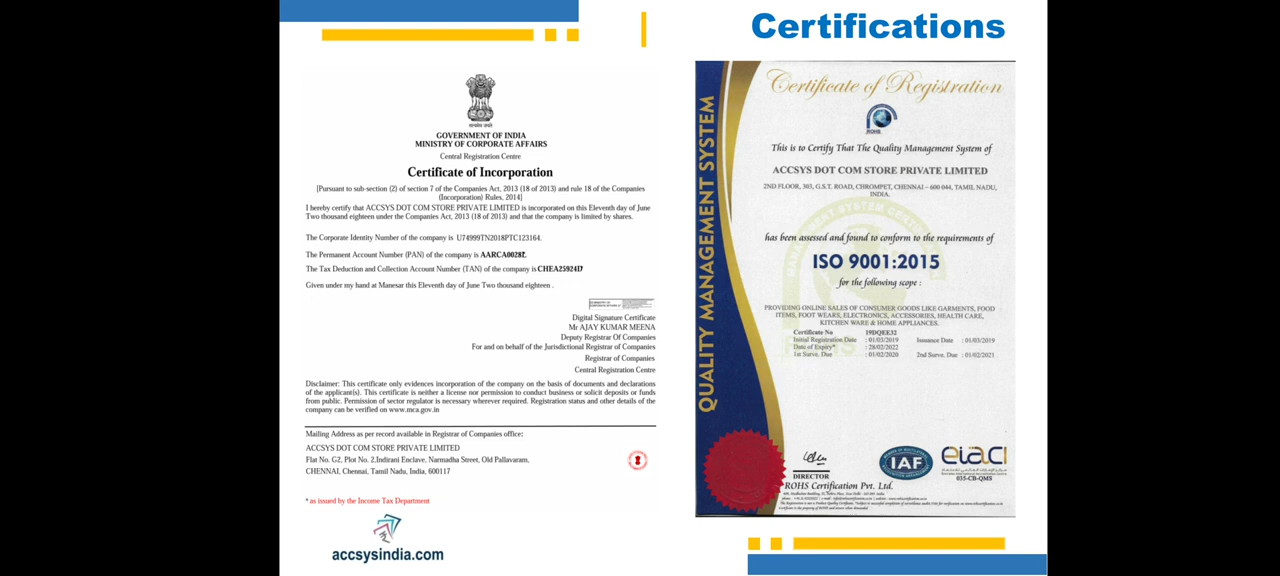 Certifications
सत्यमेव जयते
GOVERNMENT OF INDIA
MINISTRY OF CORPORATE AFFAIRS
Central Registration Centre
Certificate of Incorporation
[Pursuant to sub-section (2) of section 7 of the Companies Act, 2013 (18 of 2013) and rule 18 of the Companies
(Incorporation) Rules, 2014]
I hereby certify that ACCSYS DOT COM STORE PRIVATE LIMITED is incorporated on this Eleventh day of June
Two thousand eighteen under the Companies Act, 2013 (18 of 2013) and that the company is limited by shares.
The Corporate Identity Number of the company is U74999TN2018PTC123164.
The Permanent Account Number (PAN) of the company is AARCA0028L
The Tax Deduction and Collection Account Number (TAN) of the company is CHEA25924D
Given under my hand at Manesar this Eleventh day of June Two thousand eighteen .
Digital Signature Certificate
Mr AJAY KUMAR MEENA
Deputy Registrar Of Companies
For and on behalf of the Jurisdictional Registrar of Companies
Registrar of Companies
Central Registration Centre
Disclaimer: This certificate only evidences incorporation of the company on the basis of documents and declarations
of the applicant(s). This certificate is neither a license nor permission to conduct business or solicit deposits or funds
from public. Permission of sector regulator is necessary wherever required. Registration status and other details of the
company can be verified on www.mca.gov.in
Mailing Address as per record available in Registrar of Companies office:
ACCSYS DOT COM STORE PRIVATE LIMITED
Flat No. G2, Plot No. 2,Indirani Enclave, Narmadha Street, Old Pallavaram,
CHENNAI, Chennai, Tamil Nadu, India, 600117
* as issued by the Income Tax Department
accsysindia.com
QUALITY MANAGEMENT SYSTEM
Certificate of Registration
ROHS
This is to Certify That The Quality Management System of
ACCSYS DOT COM STORE PRIVATE LIMITED
2ND FLOOR, 303, G.S.T. ROAD, CHROMPET, CHENNAI – 600 044, TAMIL NADU,
INDIA.
has been assessed and found to conform to the requirements of
ISO 9001:2015
for the following scope :
PROVIDING ONLINE SALES OF CONSUMER GOODS LIKE GARMENTS, FOOD
ITEMS, FOOT WEARS, ELECTRONICS, ACCESSORIES, HEALTH CARE,
KITCHEN WARE & HOME APPLIANCES.
Certificate No 19DQEE32
Initial Registration Date : 01/03/2019 Issuance Date : 01/03/2019
Date of Expiry* : 28/02/2022
1st Surve. Due : 01/02/2020 2nd Surve. Due : 01/02/2021
DIRECTOR
IAF
eiaci
035-CB-QMS
ROHS Certification Pvt. Ltd.